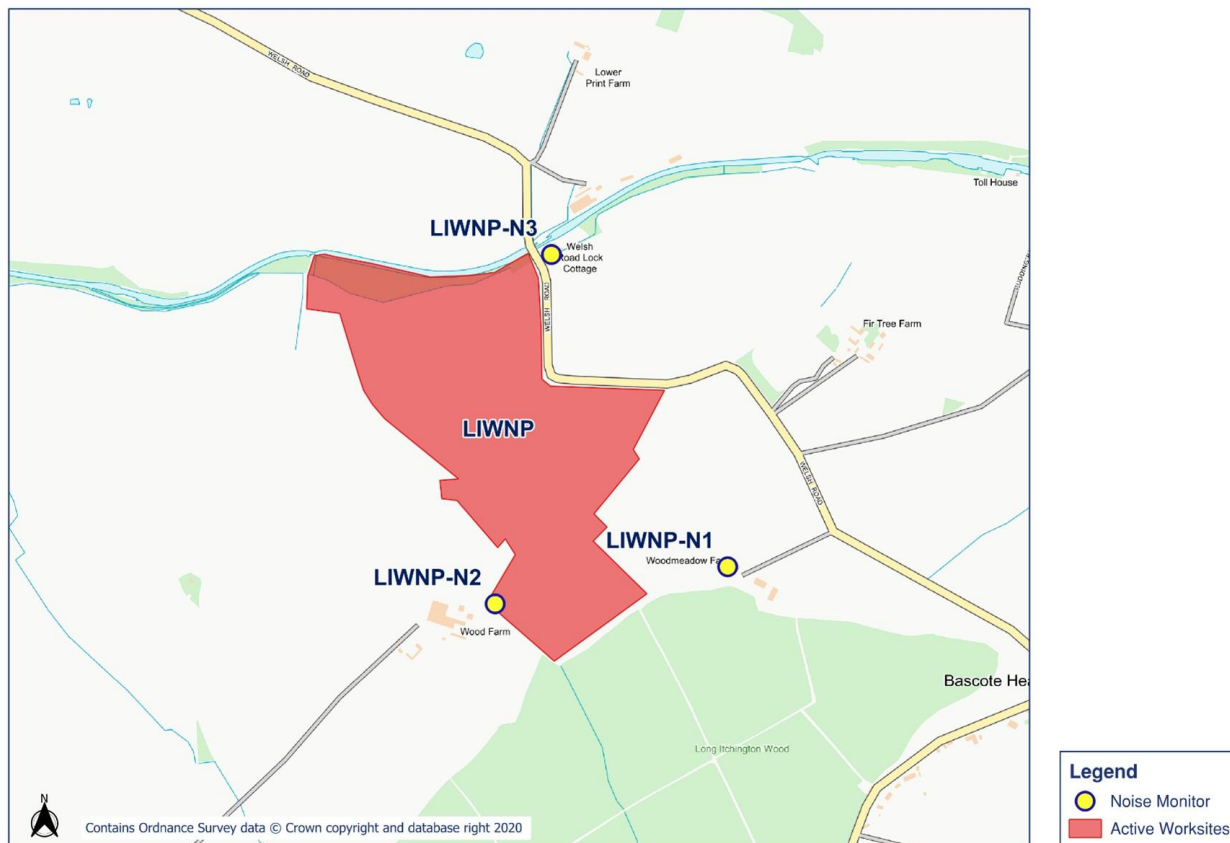 WELSH ROAD
Lower
Print Farm
Toll House
LIWNP-N3
Welsh
Road Lock
Cottage
WELSH ROAD
Fir Tree Farm
LIWNP
WELSH ROAD
LIWNP-N1
Woodmeadow Fa
LIWNP-N2
Wood Farm
Bascote Hea
Long Itchington Wood
N
Contains Ordnance Survey data © Crown copyright and database right 2020
Legend
Noise Monitor
Active Worksites